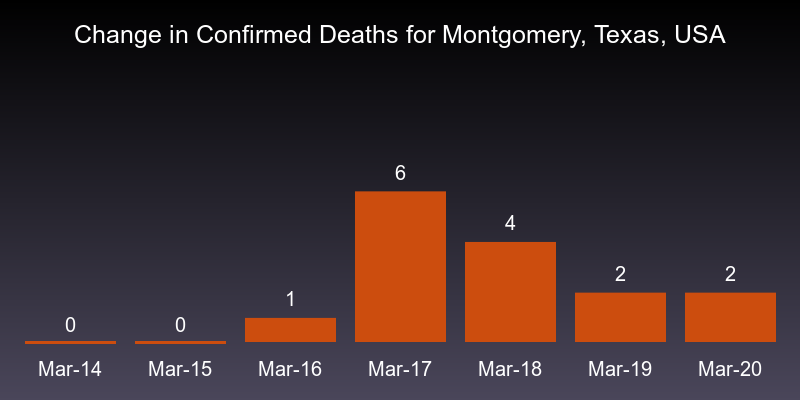 Change in Confirmed Deaths for Montgomery, Texas, USA
6
4
2
2
1
0
0
Mar-14
Mar-15
Mar-16
Mar-17
Mar-18
Mar-19
Mar-20